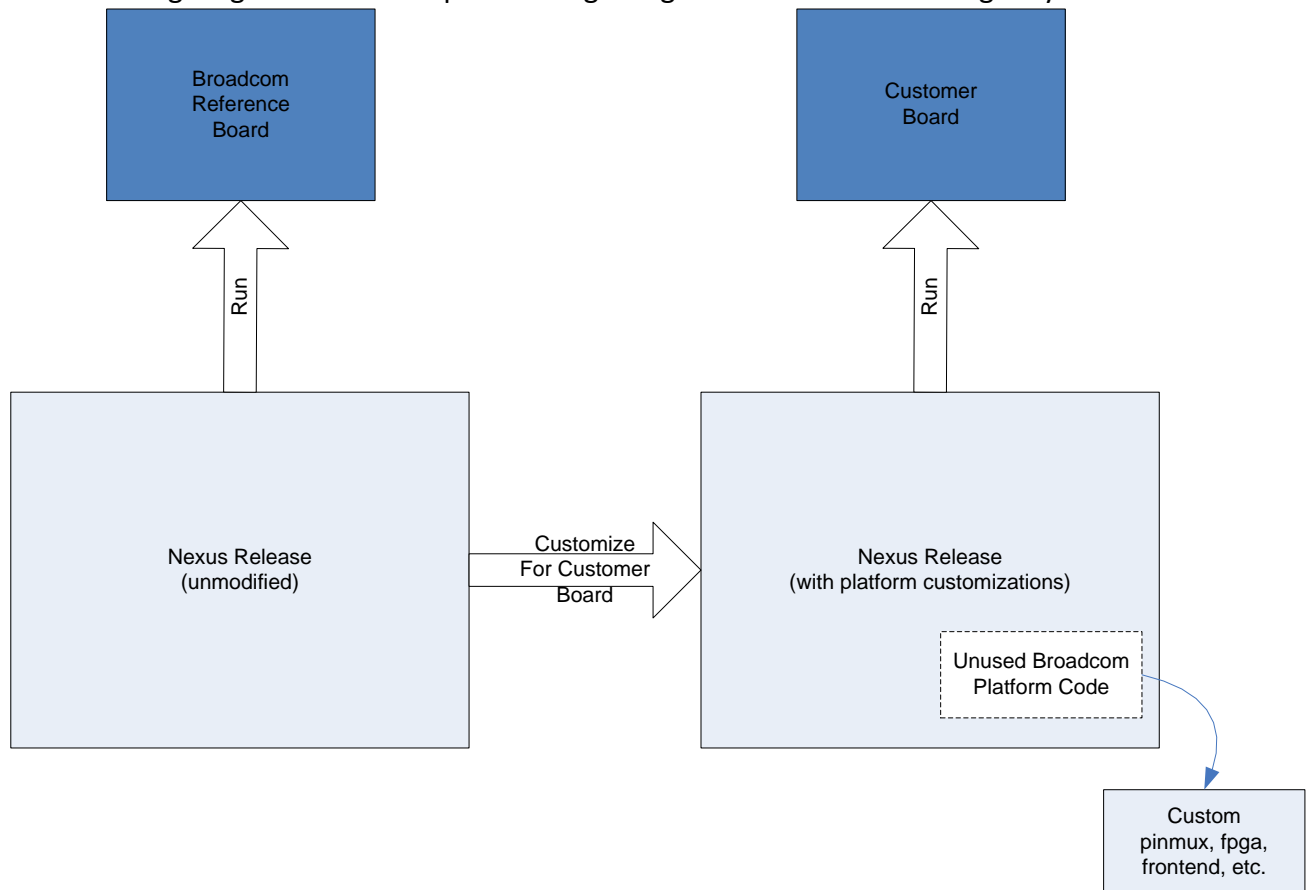 Broadcom
Reference
Board
Customer
Board
Run
Run
Nexus Release
(unmodified)
Customize
For Customer
Board
Nexus Release
(with platform customizations)
Unused Broadcom
Platform Code
Custom
pinmux, fpga,
frontend, etc.